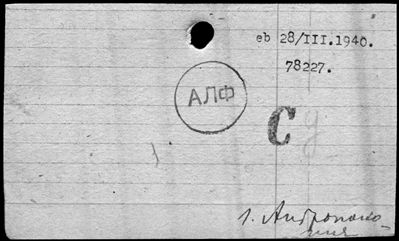 eb 28/III.1940.
78227.
АЛФ
С
1. Антрополо-
гия